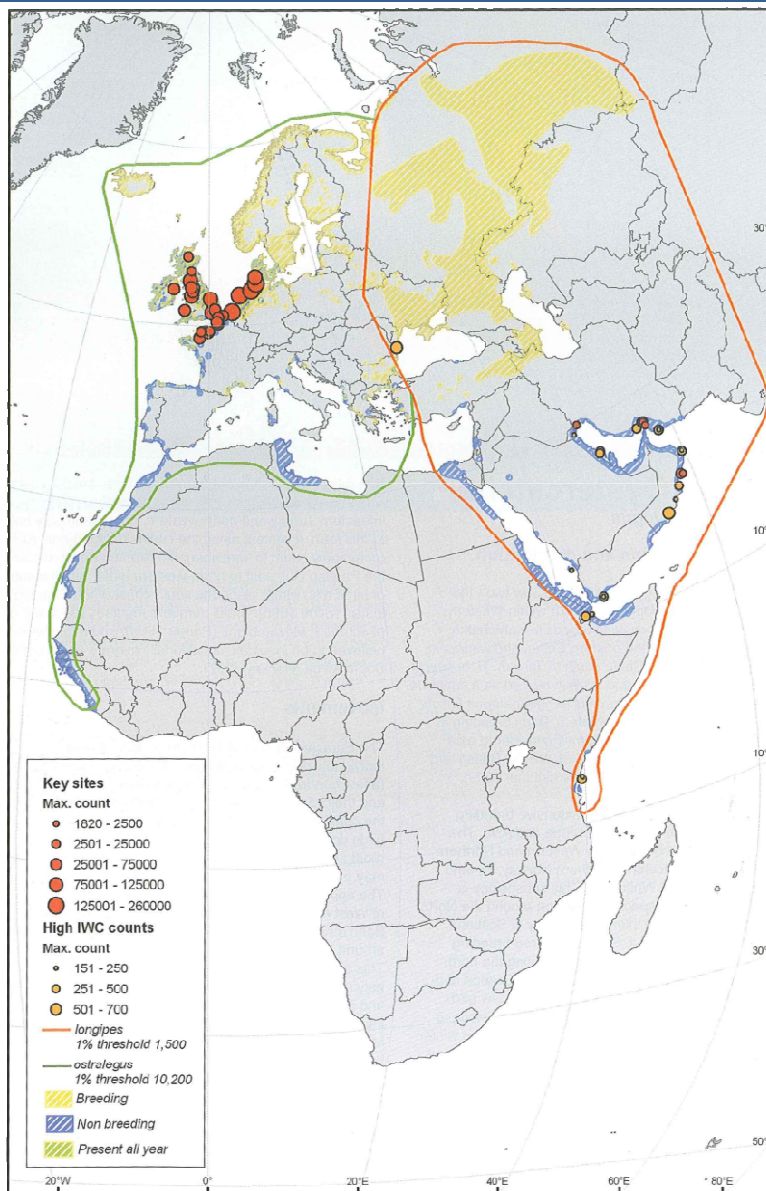 30°
10°
10°
30°
50°
Key sites
Max. count
1820 - 2500
2501 - 25000
25001 - 75000
75001 - 125000
125001 - 260000
High IWC counts
Max. count
151 - 250
251 - 500
501 - 700
longipes
1% threshold 1,500
ostralegus
1% threshold 10,200
Breeding
Non breeding
Present all year
20°W 0° 20°E 40°E 60°E 80°E